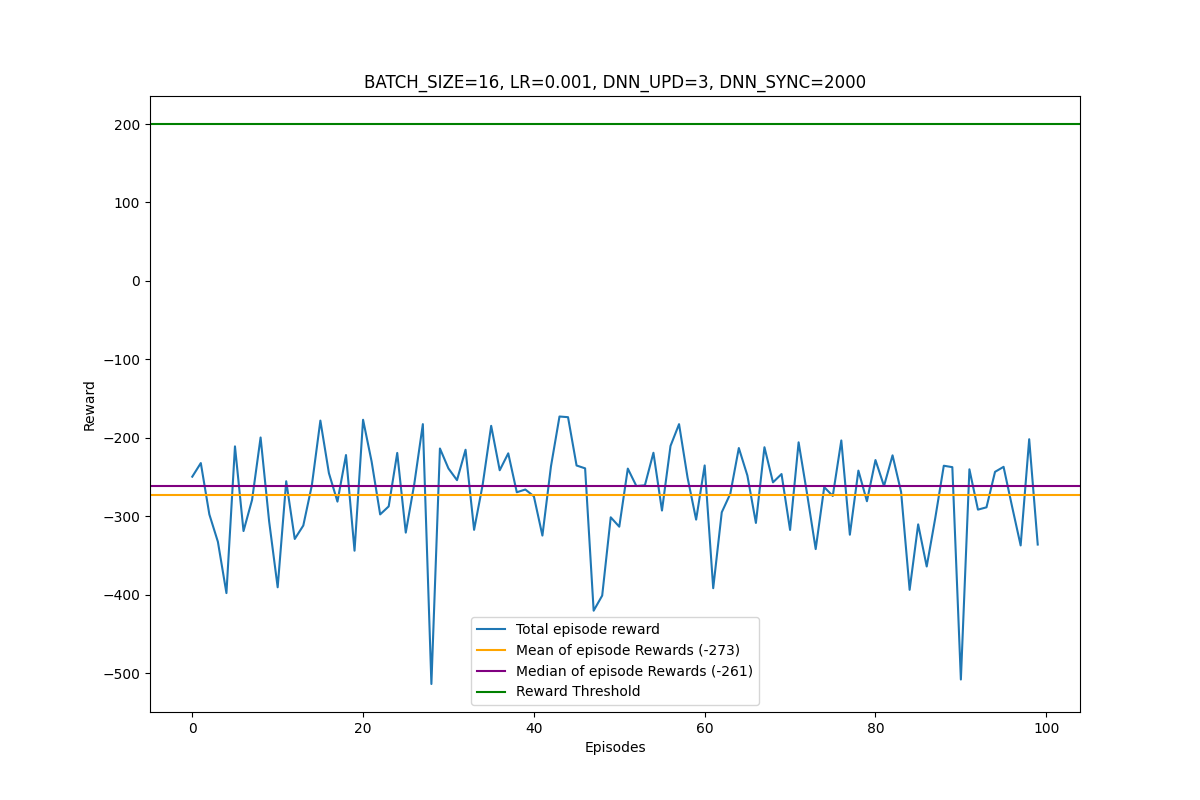 BATCH_SIZE=16, LR=0.001, DNN_UPD=3, DNN_SYNC=2000
200
100
0
−100
−200
−300
−400
−500
Reward
Total episode reward
Mean of episode Rewards (-273)
Median of episode Rewards (-261)
Reward Threshold
0 20 40 60 80 100
Episodes